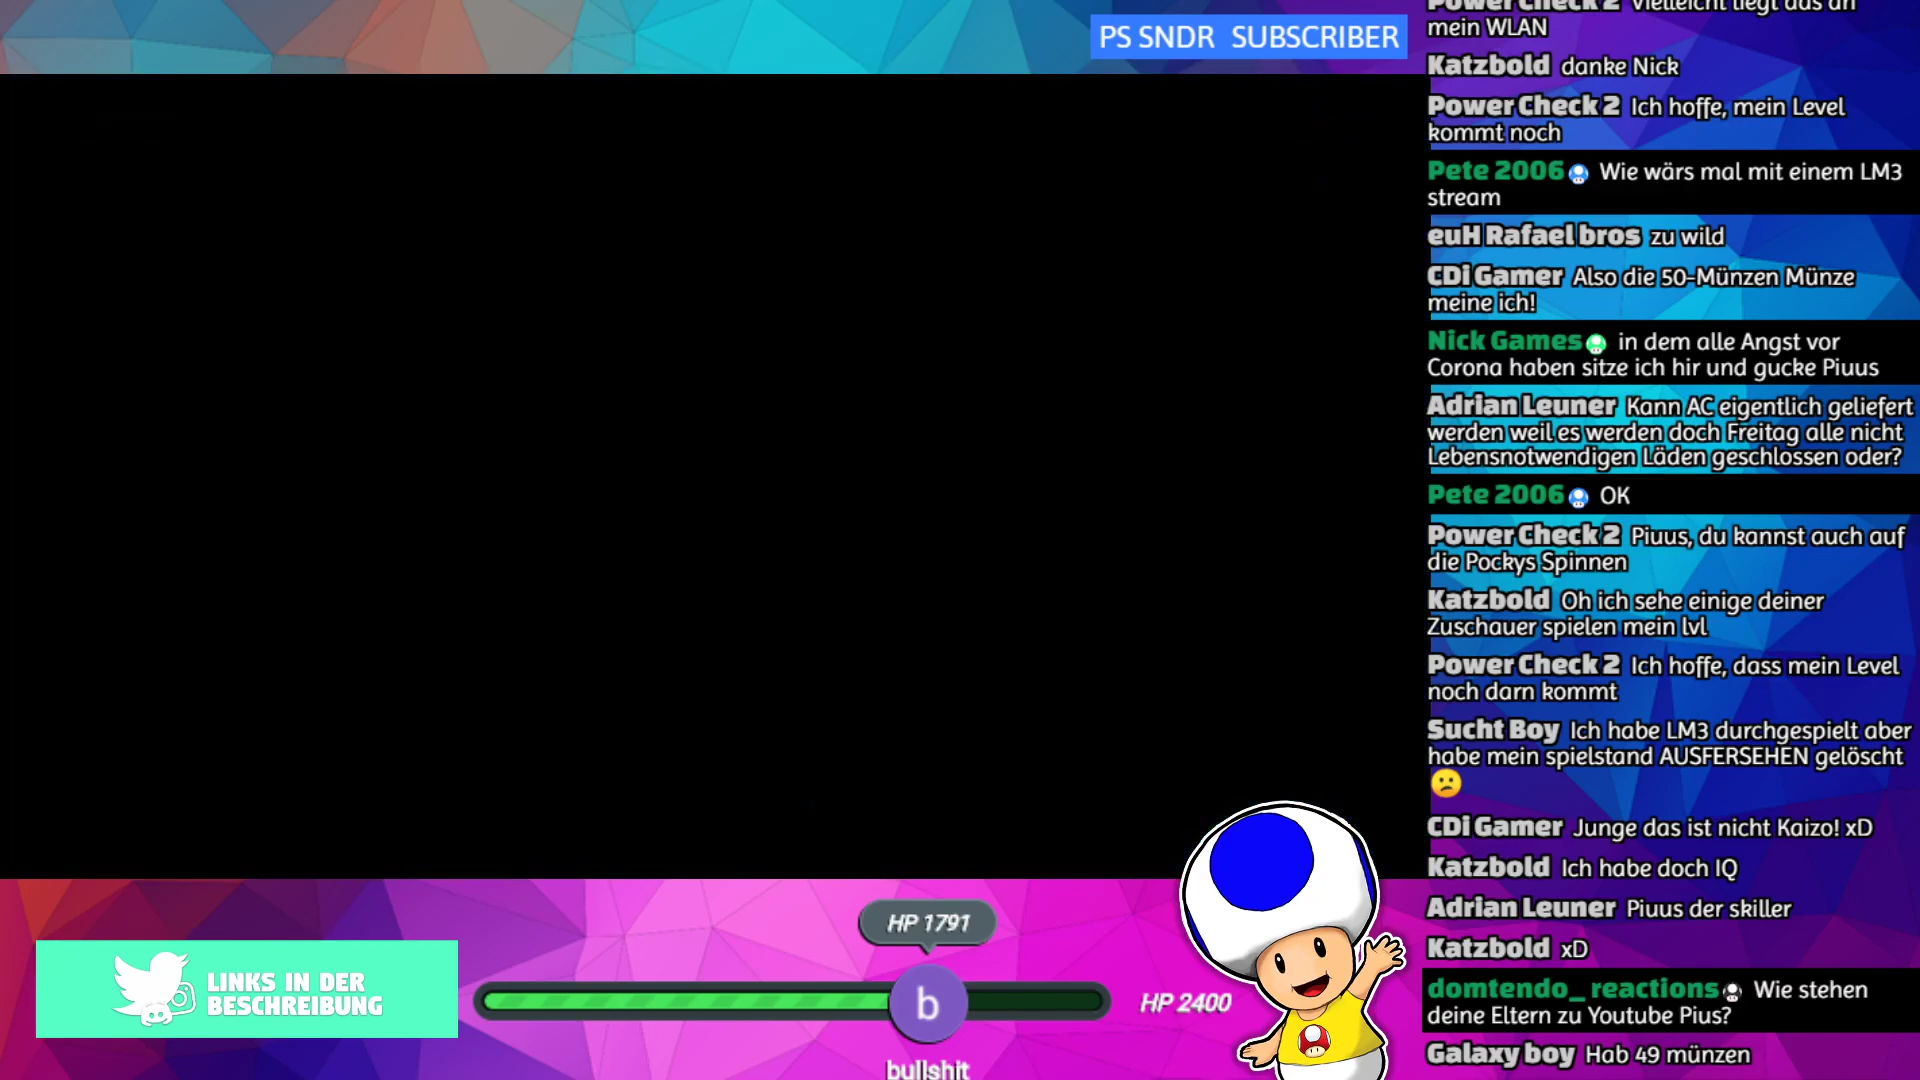 PS SNDR SUBSCRIBER
Power Check 2 Vielleicht liegt das an
mein WLAN
Katzbold danke Nick
Power Check 2 Ich hoffe, mein Level
kommt noch
Pete 2006 Wie wärs mal mit einem LM3
stream
euH Rafael bros zu wild
CDi Gamer Also die 50-Münzen Münze
meine ich!
Nick Games in dem alle Angst vor
Corona haben sitze ich hir und gucke Piuus
Adrian Leuner Kann AC eigentlich geliefert
werden weil es werden doch Freitag alle nicht
Lebensnotwendigen Läden geschlossen oder?
Pete 2006 OK
Power Check 2 Piuus, du kannst auch auf
die Pockys Spinnen
Katzbold Oh ich sehe einige deiner
Zuschauer spielen mein lvl
Power Check 2 Ich hoffe, dass mein Level
noch darn kommt
Sucht Boy Ich habe LM3 durchgespielt aber
habe mein spielstand AUSFERSEHEN gelöscht
😕
CDi Gamer Junge das ist nicht Kaizo! xD
Katzbold Ich habe doch IQ
Adrian Leuner Piuus der skiller
Katzbold xD
domtendo_reactions Wie stehen
deine Eltern zu Youtube Pius?
Galaxy boy Hab 49 münzen
LINKS IN DER
BESCHREIBUNG
HP 1791
b
HP 2400
bullshit